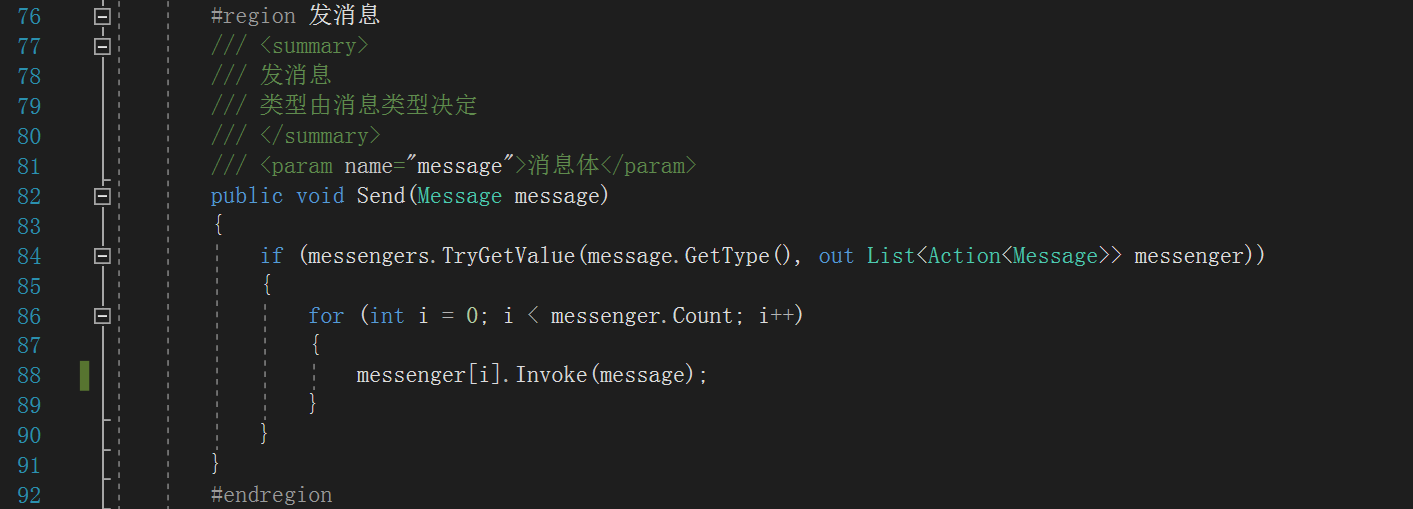 76 #region 发消息
77 /// <summary>
78 /// 发消息
79 /// 类型由消息类型决定
80 /// </summary>
81 /// <param name="message">消息体</param>
82 public void Send(Message message)
83 {
84 if (messengers.TryGetValue(message.GetType(), out List<Action<Message>> messenger))
85 {
86 for (int i = 0; i < messenger.Count; i++)
87 {
88 messenger[i].Invoke(message);
89 }
90 }
91 }
92 #endregion